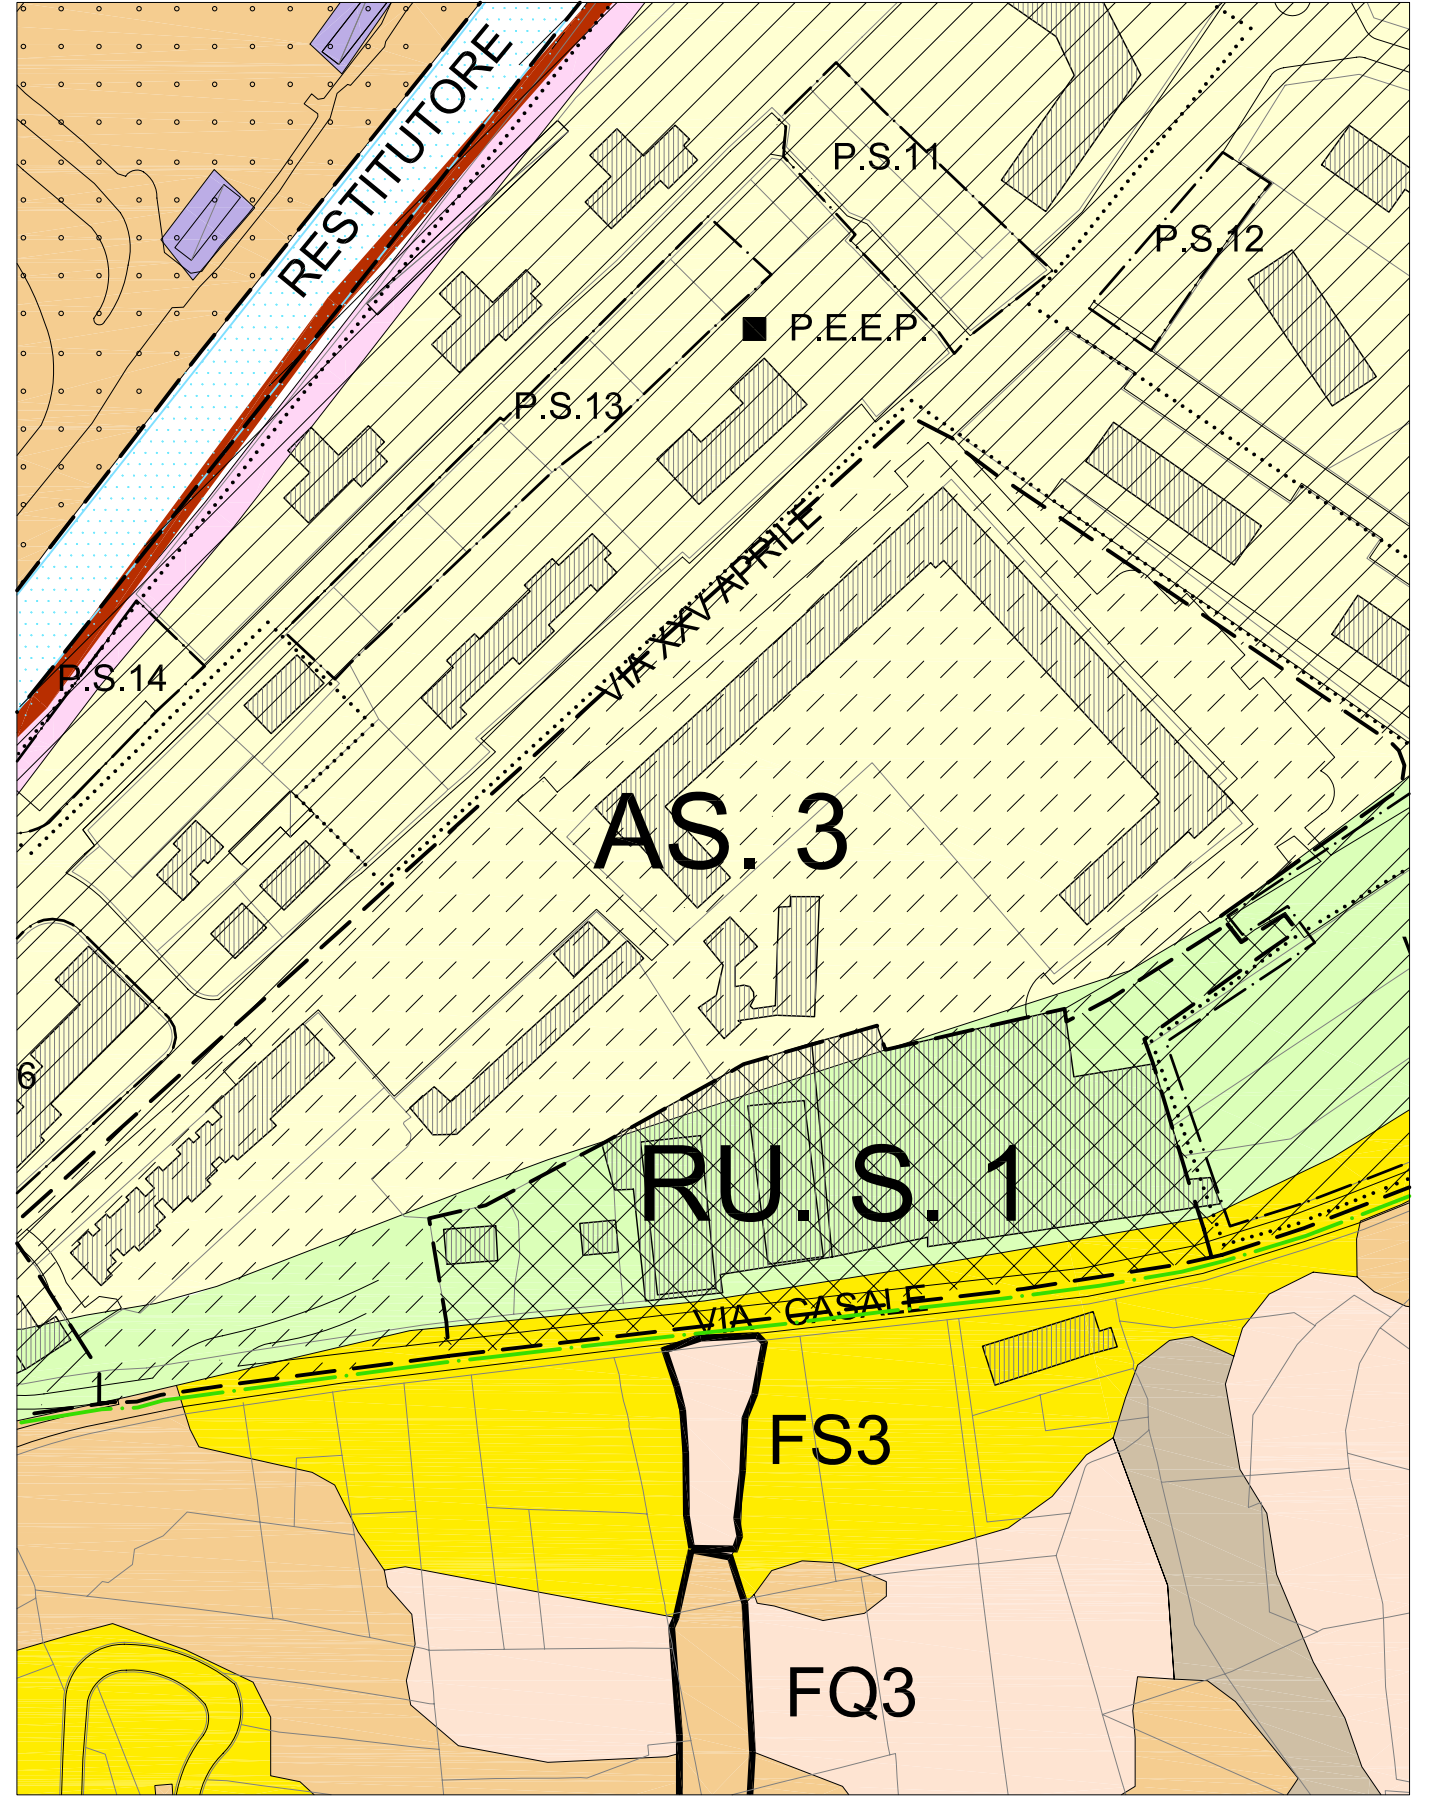 RESTITUTORE
P.S.11
P.S.12
P.E.E.P.
P.S.13
VIA XXV APRILE
P.S.14
AS. 3
6
RU. S. 1
VIA CASALE
FS3
FQ3